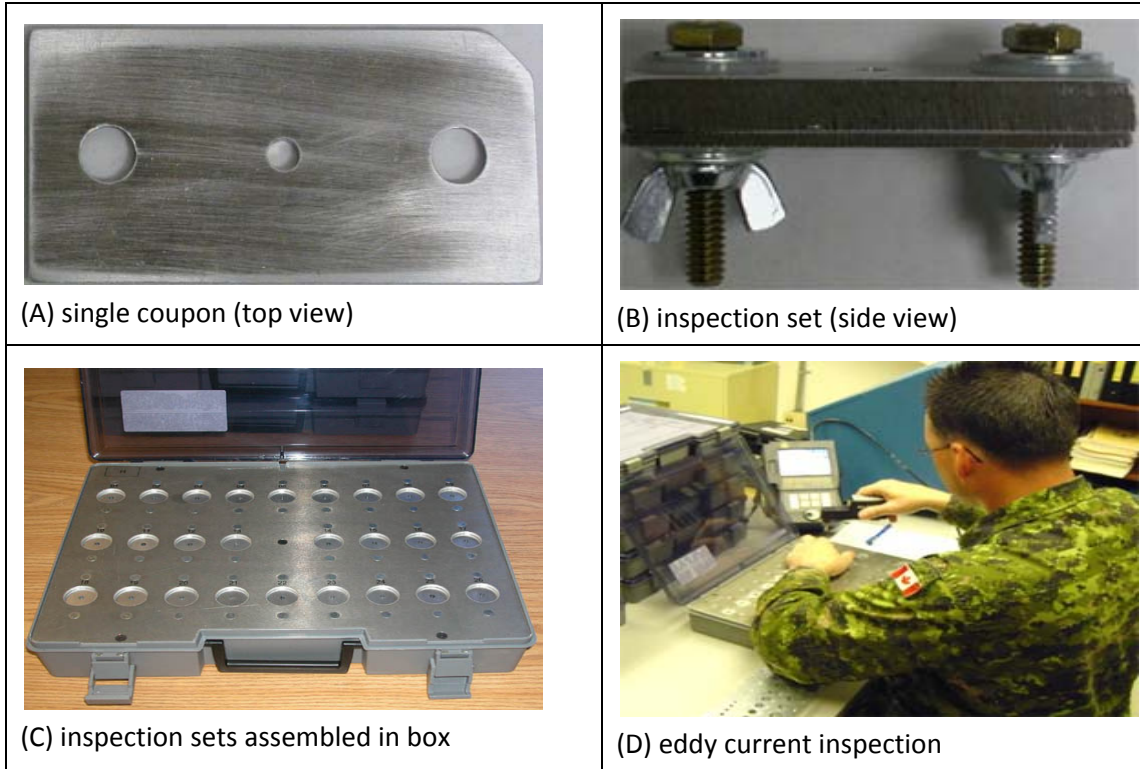 (A) single coupon (top view)
(B) inspection set (side view)
(C) inspection sets assembled in box
(D) eddy current inspection